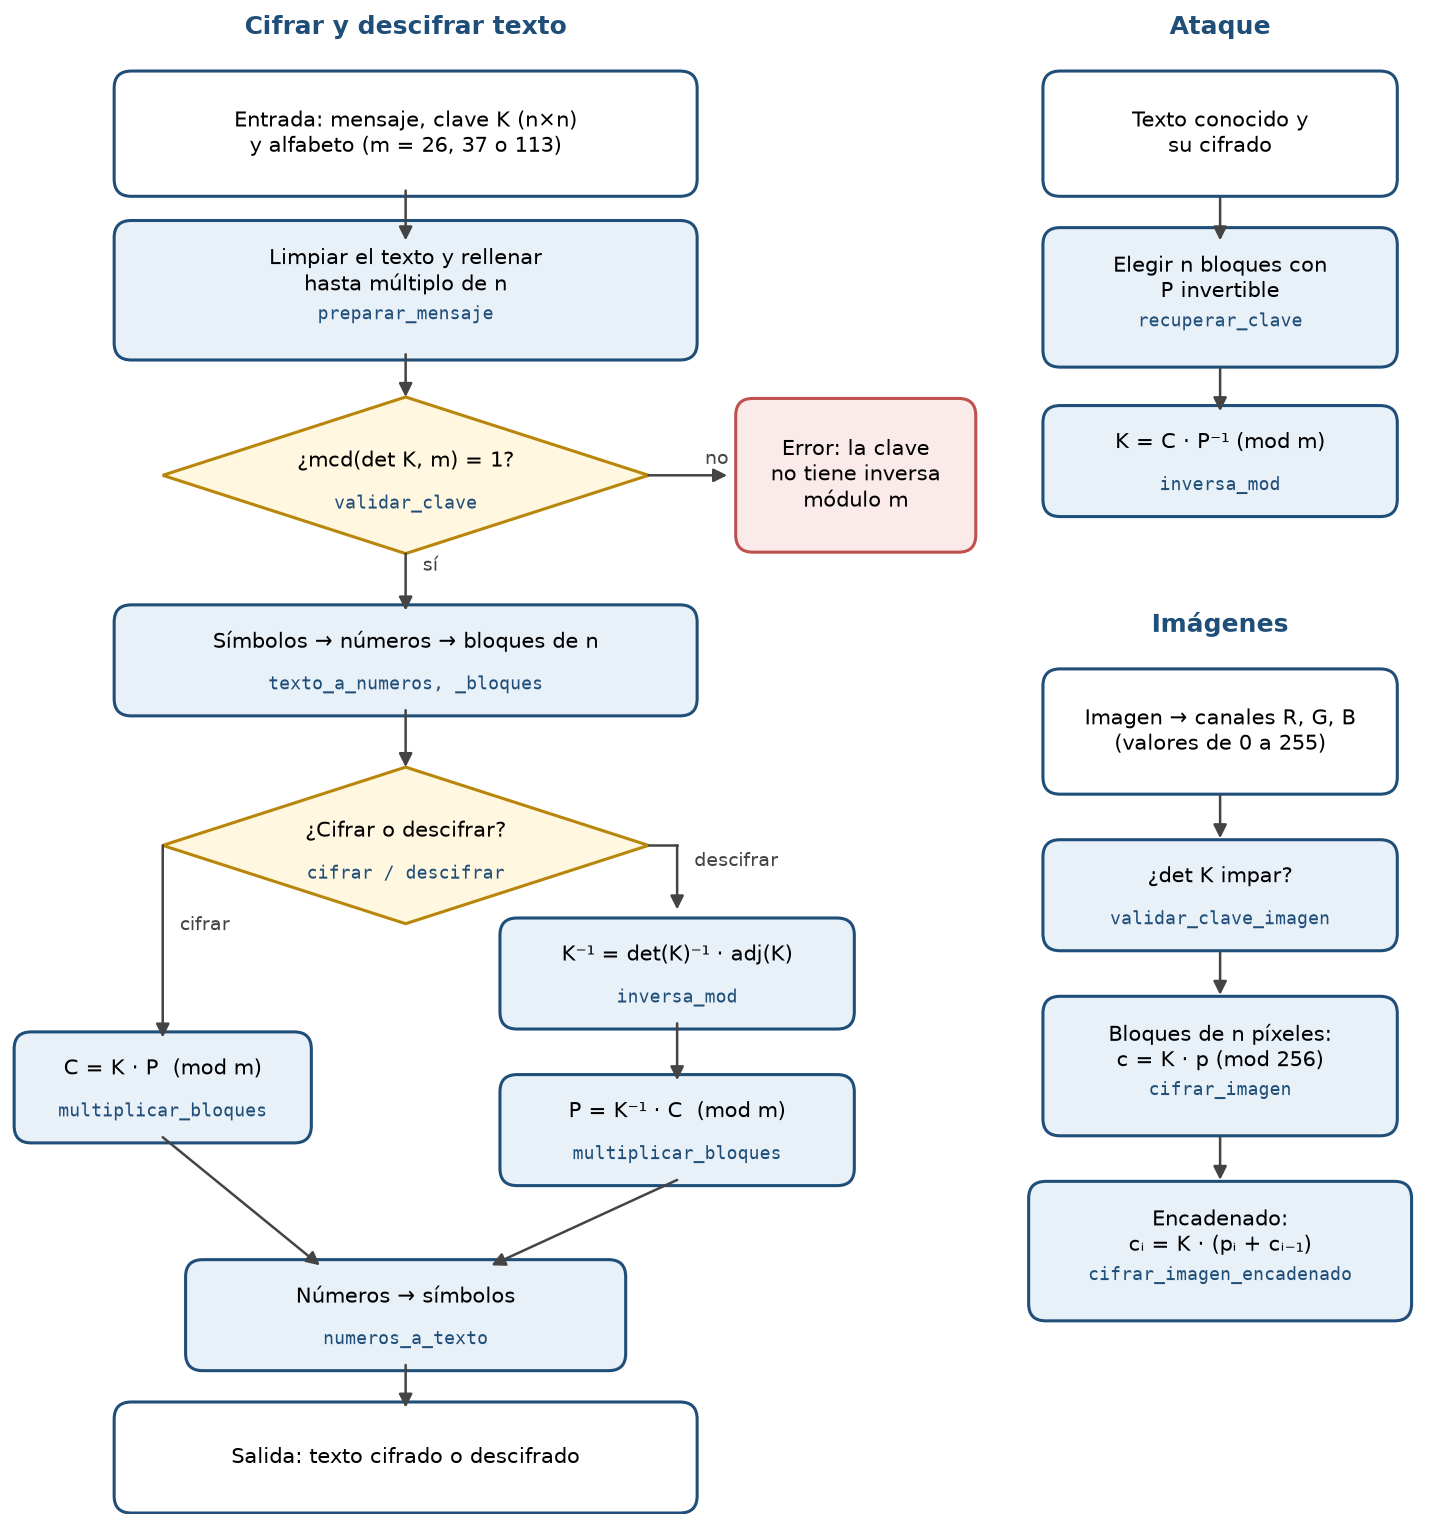 Cifrar y descifrar texto
Entrada: mensaje, clave K (n×n)
y alfabeto (m = 26, 37 o 113)
Limpiar el texto y rellenar
hasta múltiplo de n
preparar_mensaje
¿mcd(det K, m) = 1?
validar_clave
no
Error: la clave
no tiene inversa
módulo m
sí
Símbolos → números → bloques de n
texto_a_numeros, _bloques
¿Cifrar o descifrar?
cifrar / descifrar
cifrar
descifrar
K⁻¹ = det(K)⁻¹ · adj(K)
inversa_mod
C = K · P (mod m)
multiplicar_bloques
P = K⁻¹ · C (mod m)
multiplicar_bloques
Números → símbolos
numeros_a_texto
Salida: texto cifrado o descifrado
Ataque
Texto conocido y
su cifrado
Elegir n bloques con
P invertible
recuperar_clave
K = C · P⁻¹ (mod m)
inversa_mod
Imágenes
Imagen → canales R, G, B
(valores de 0 a 255)
¿det K impar?
validar_clave_imagen
Bloques de n píxeles:
c = K · p (mod 256)
cifrar_imagen
Encadenado:
cᵢ = K · (pᵢ + cᵢ₋₁)
cifrar_imagen_encadenado